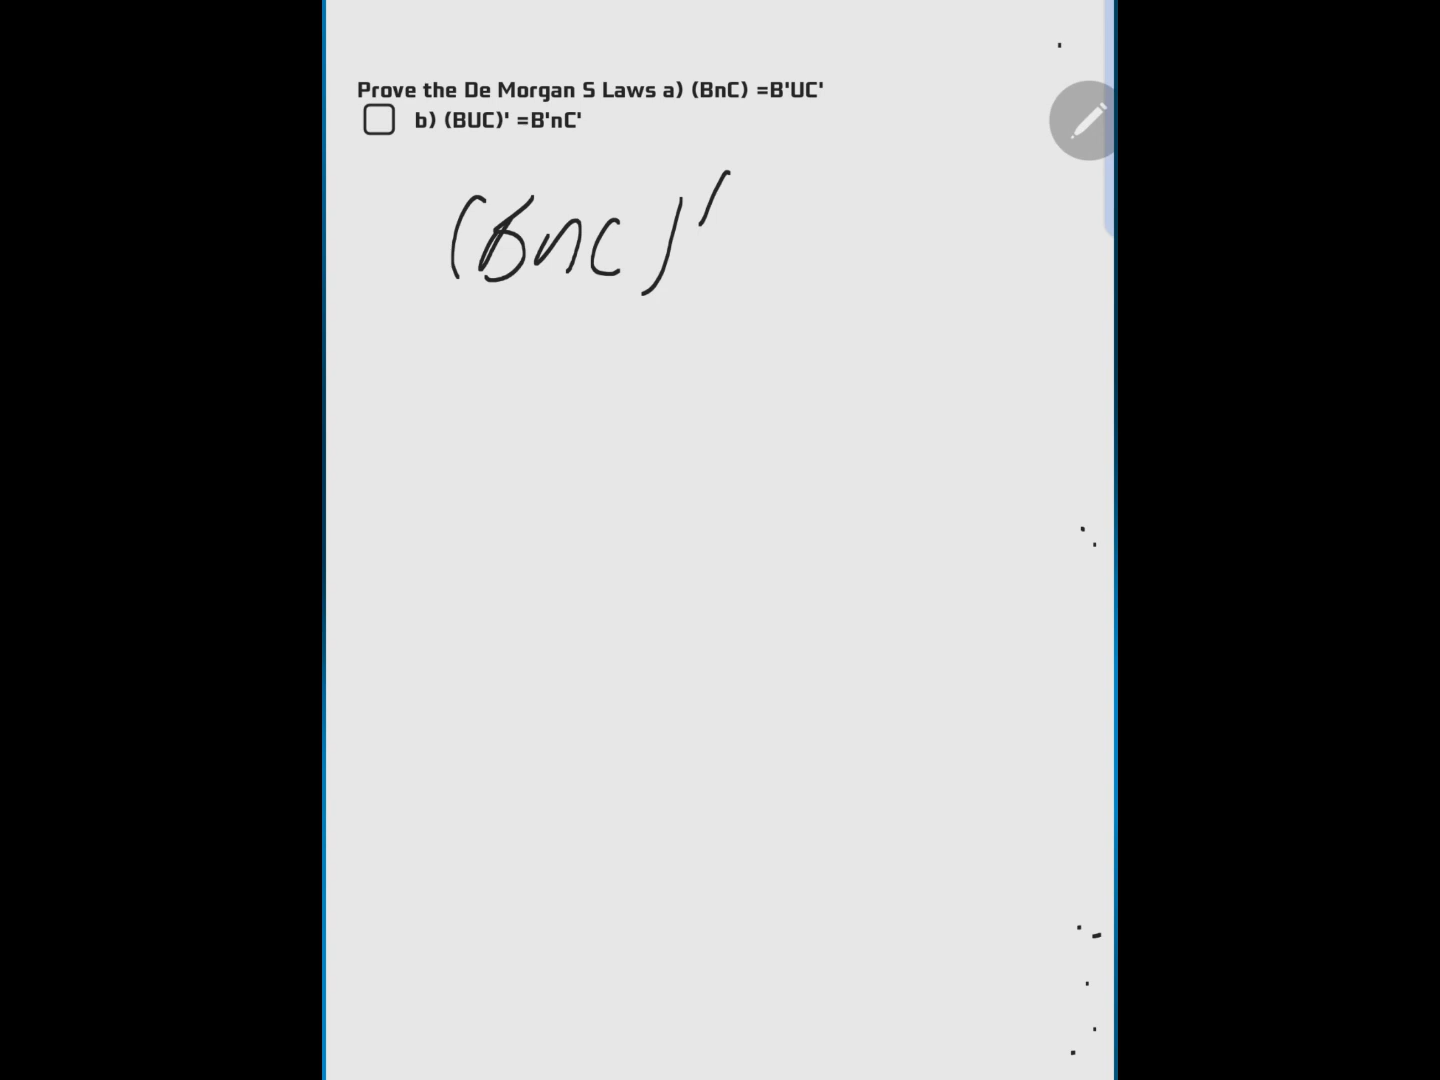 Prove the De Morgan S Laws a) (BnC) =B'UC'
b) (BUC)' =B'nC'
(BnC)'